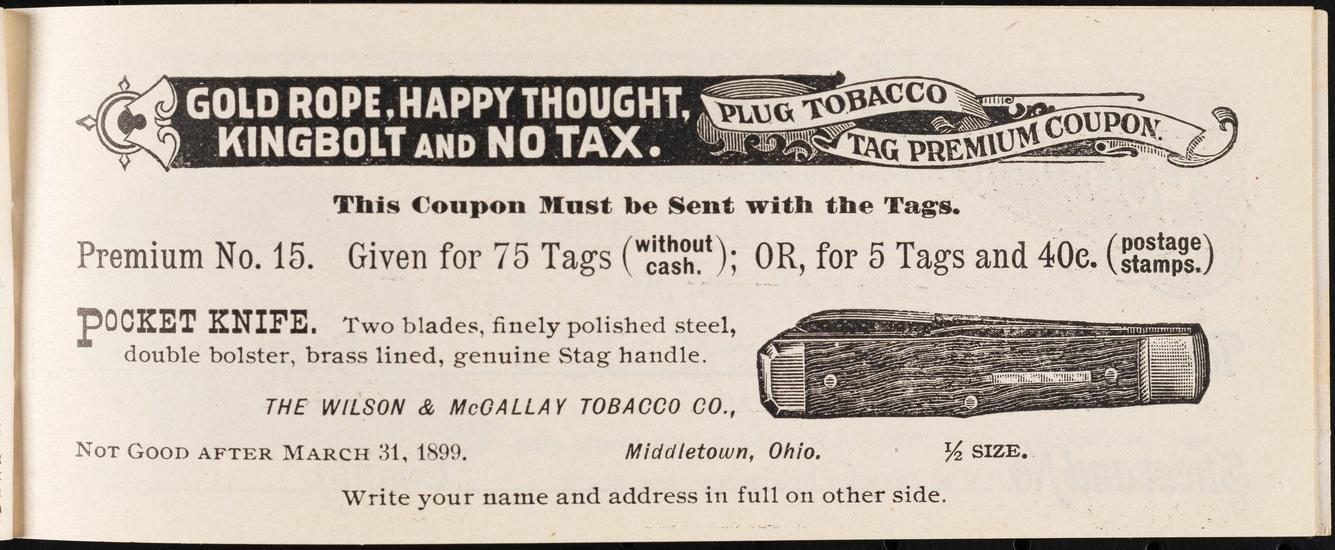 GOLD ROPE, HAPPY THOUGHT,
KINGBOLT AND NO TAX.
PLUG TOBACCO
TAG PREMIUM COUPON.
This Coupon Must be Sent with the Tags.
Premium No. 15. Given for 75 Tags (without cash.); OR, for 5 Tags and 40c. (postage stamps.)
POCKET KNIFE. Two blades, finely polished steel,
double bolster, brass lined, genuine Stag handle.
THE WILSON & McCALLAY TOBACCO CO.,
NOT GOOD AFTER MARCH 31, 1899. Middletown, Ohio. ½ SIZE.
Write your name and address in full on other side.